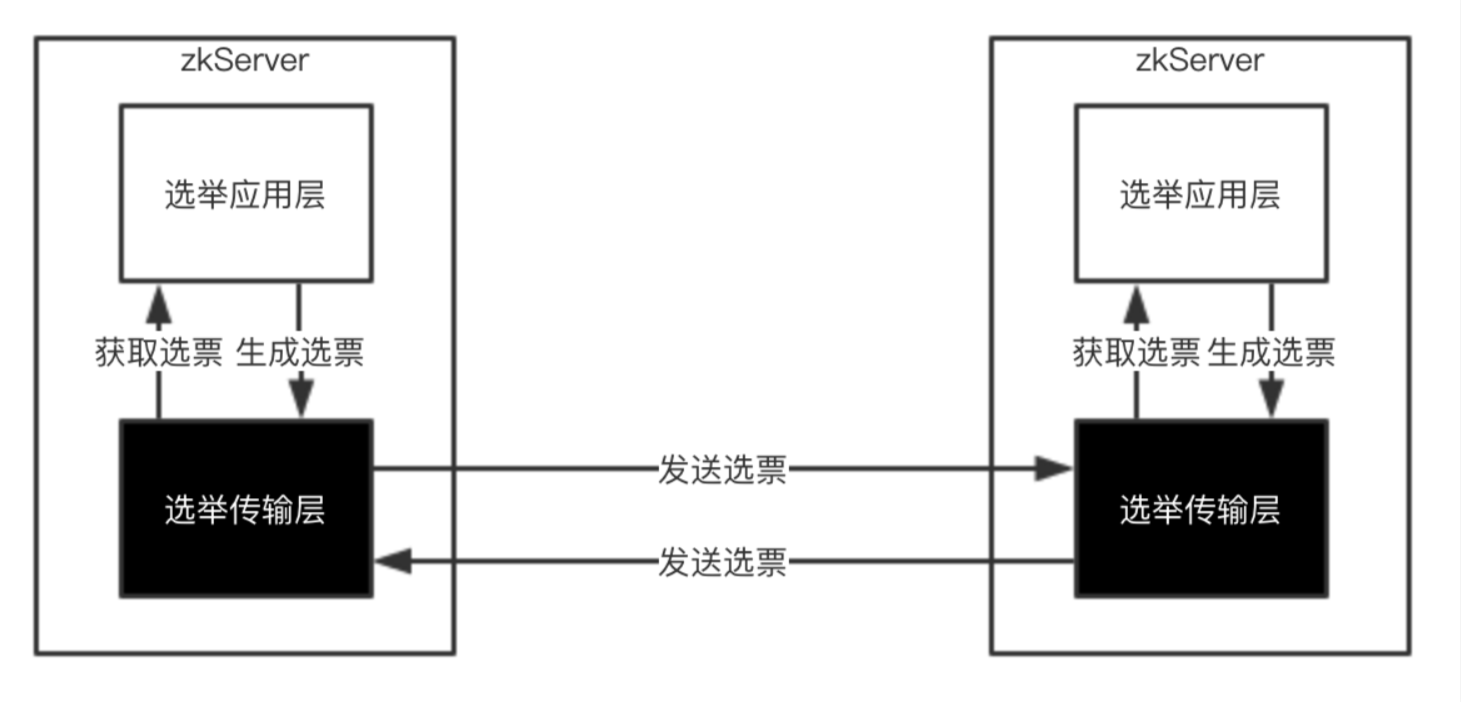 zkServer
zkServer
选举应用层
选举应用层
获取选票
生成选票
获取选票
生成选票
发送选票
选举传输层
选举传输层
发送选票